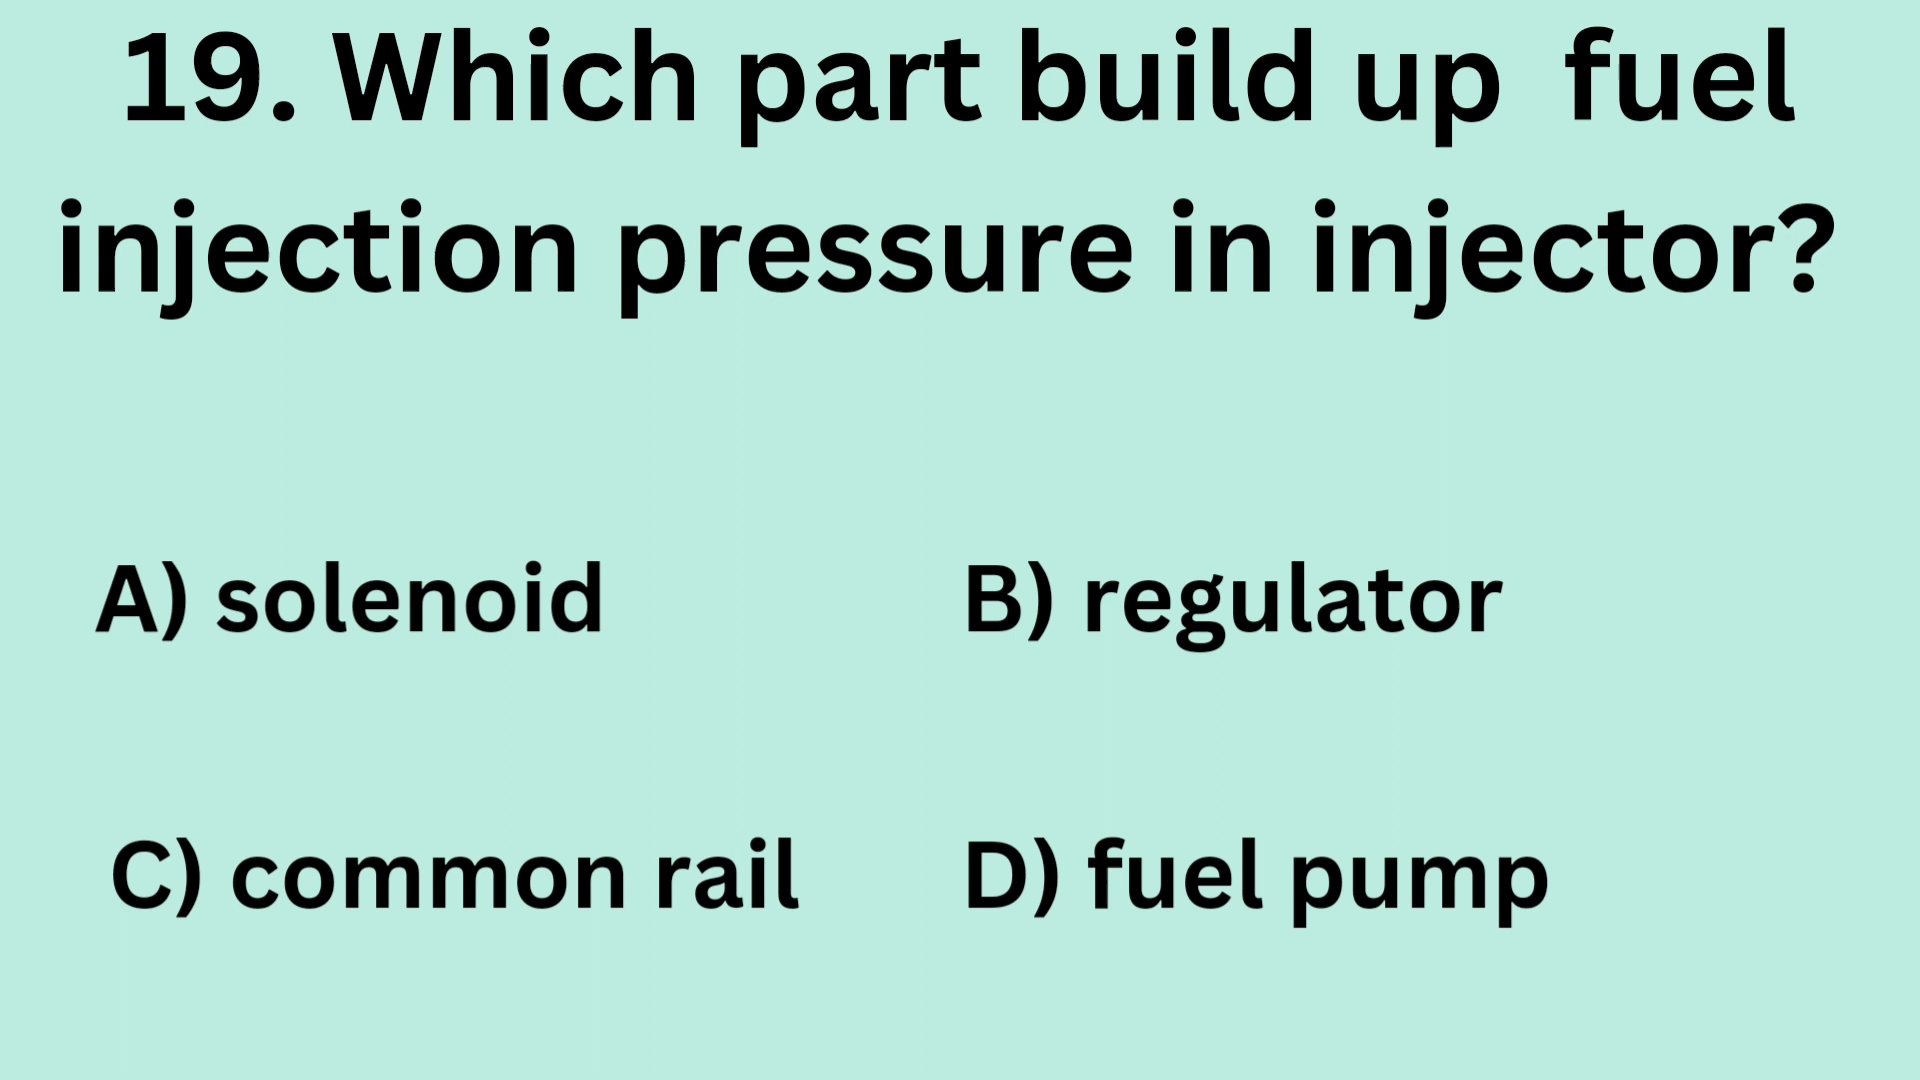 19. Which part build up  fuel
injection pressure in injector?
A) solenoid
B) regulator
C) common rail
D) fuel pump